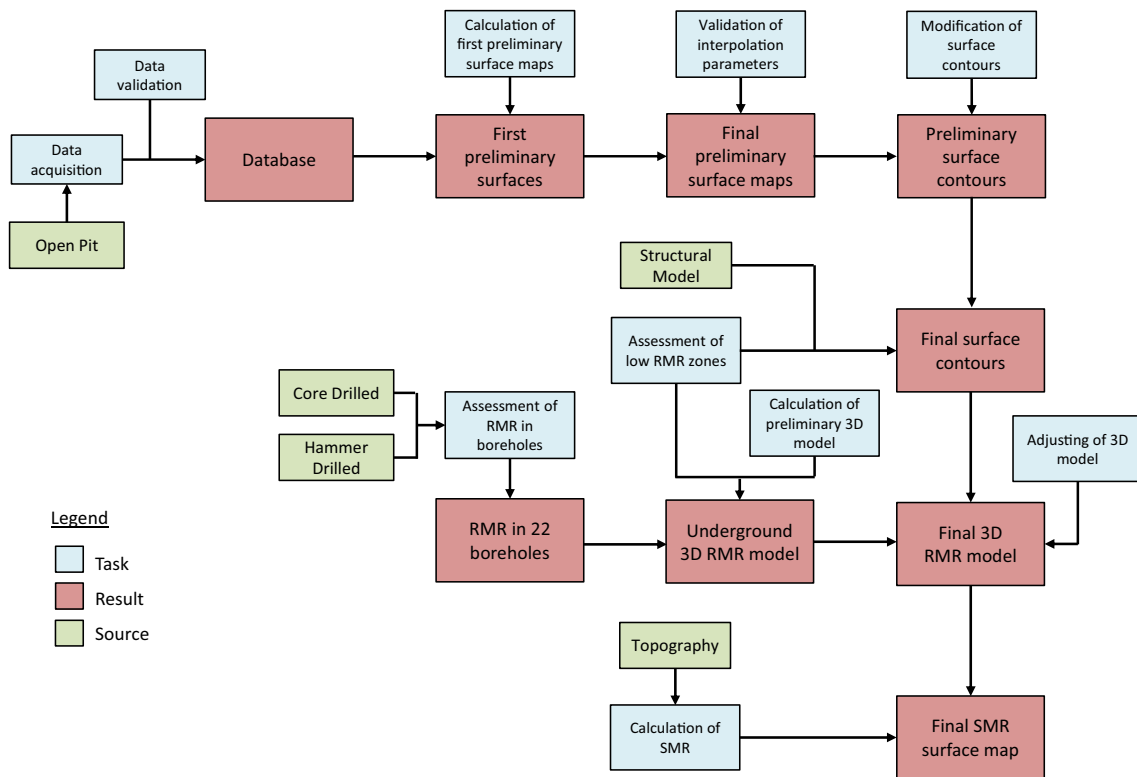 Calculation of
first preliminary
surface maps
Validation of
interpolation
parameters
Modification of
surface
contours
Data
validation
Data
acquisition
Database
First
preliminary
surfaces
Final
preliminary
surface maps
Preliminary
surface
contours
Open Pit
Structural
Model
Assessment of
low RMR zones
Final surface
contours
Core Drilled
Hammer
Drilled
Assessment of
RMR in
boreholes
Calculation of
preliminary 3D
model
Adjusting of 3D
model
RMR in 22
boreholes
Underground
3D RMR model
Final 3D
RMR model
Legend
Task
Result
Source
Topography
Calculation of
SMR
Final SMR
surface map